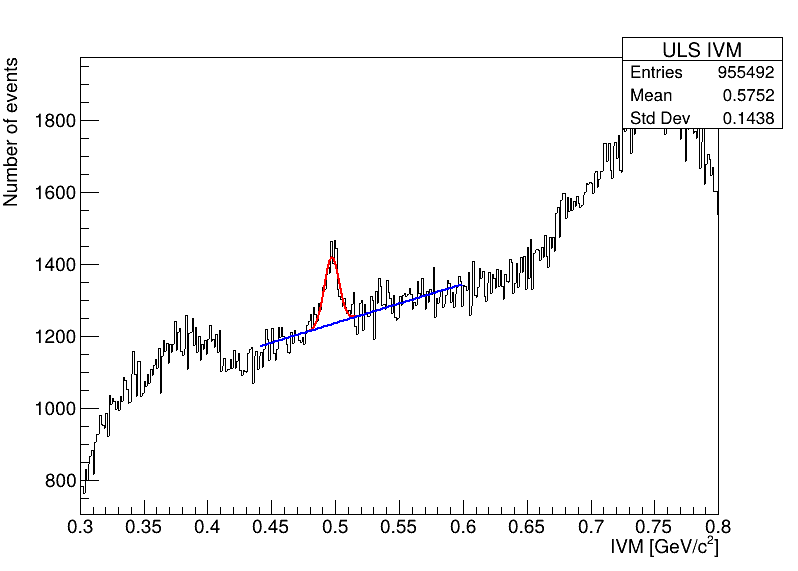 ULS IVM
Entries 955492
Mean 0.5752
Std Dev 0.1438
Number of events
1800
1600
1400
1200
1000
800
0.3 0.35 0.4 0.45 0.5 0.55 0.6 0.65 0.7 0.75 0.8
IVM [GeV/c²]